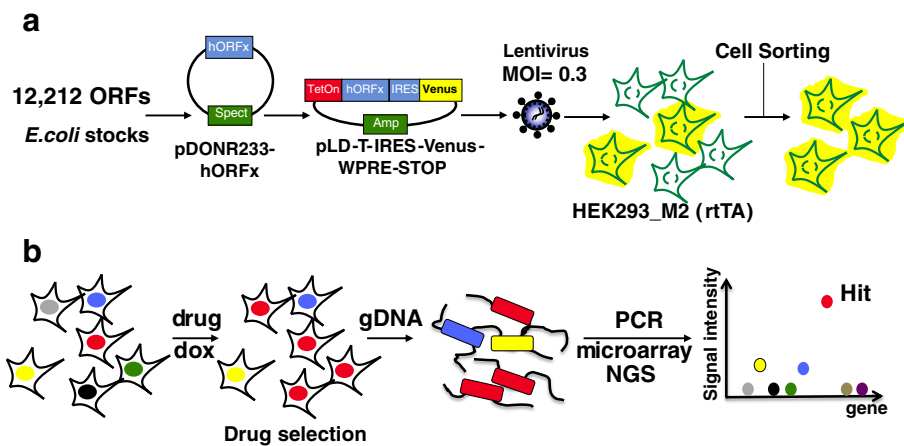 a
12,212 ORFs
E.coli stocks
hORFx
Spect
pDONR233-
hORFx
TetOn hORFx IRES Venus
Amp
pLD-T-IRES-Venus-
WPRE-STOP
Lentivirus
MOI= 0.3
Cell Sorting
HEK293_M2 (rtTA)
b
drug
dox
Drug selection
gDNA
PCR
microarray
NGS
Signal intensity
Hit
gene